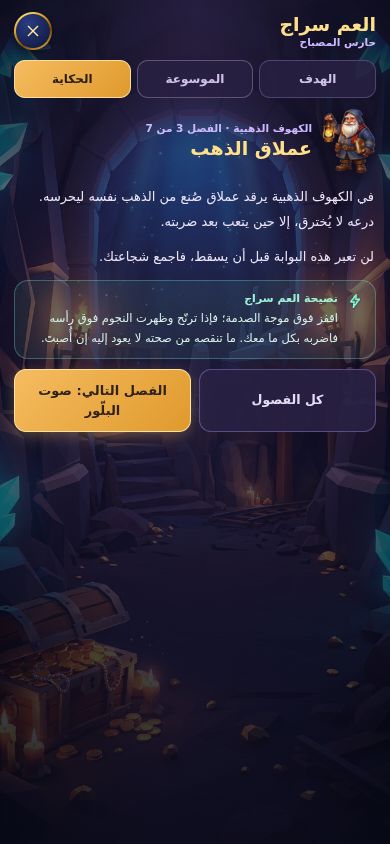 العم سراج
حارس المصباح
الهدف
الموسوعة
الحكاية
الكهوف الذهبية · الفصل 3 من 7
عملاق الذهب
في الكهوف الذهبية يرقد عملاق صُنع من الذهب نفسه ليحرسه.
درعه لا يُخترق، إلا حين يتعب بعد ضربته.
لن تعبر هذه البوابة قبل أن يسقط، فاجمع شجاعتك.
نصيحة العم سراج
اقفز فوق موجة الصدمة؛ فإذا ترنّح وظهرت النجوم فوق رأسه
فاضربه بكل ما معك. ما تنقصه من صحته لا يعود إليه إن أُصبت.
كل الفصول
الفصل التالي: صوت
البلّور